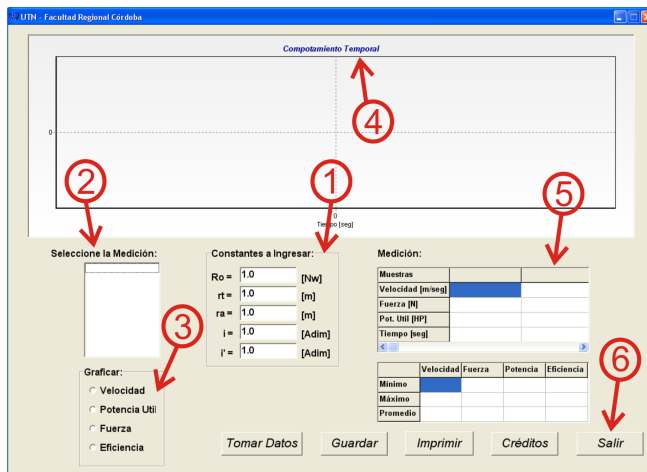 UTN - Facultad Regional Córdoba
Compotamiento Temporal
4
0
0
Tiempo [seg]
2
1
5
Seleccione la Medición:
Constantes a Ingresar:
Medición:
Ro = 1.0 [Nw]
rt = 1.0 [m]
ra = 1.0 [m]
i = 1.0 [Adim]
i' = 1.0 [Adim]
Muestras
Velocidad [m/seg]
Fuerza [N]
Pot. Util [HP]
Tiempo [seg]
3
6
Graficar:
Velocidad
Potencia Util
Fuerza
Eficiencia
Velocidad Fuerza Potencia Eficiencia
Mínimo
Máximo
Promedio
Tomar Datos Guardar Imprimir Créditos Salir